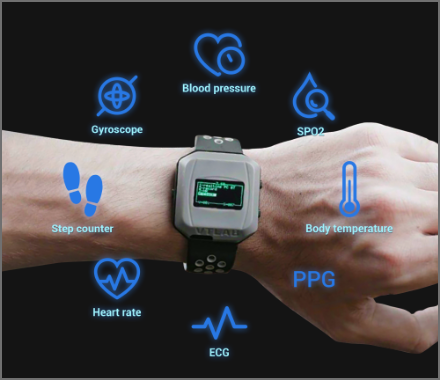 Blood pressure
Gyroscope
SPO2
Step counter
Body temperature
PPG
Heart rate
ECG